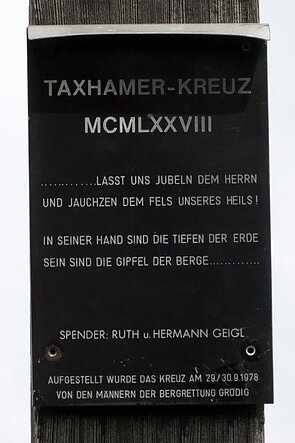 TAXHAMER-KREUZ
MCMLXXVIII
............LASST UNS JUBELN DEM HERRN
UND JAUCHZEN DEM FELS UNSERES HEILS!
IN SEINER HAND SIND DIE TIEFEN DER ERDE
SEIN SIND DIE GIPFEL DER BERGE............
SPENDER: RUTH u. HERMANN GEIGL
AUFGESTELLT WURDE DAS KREUZ AM 29/30.9.1978
VON DEN MÄNNERN DER BERGRETTUNG GRÖDIG